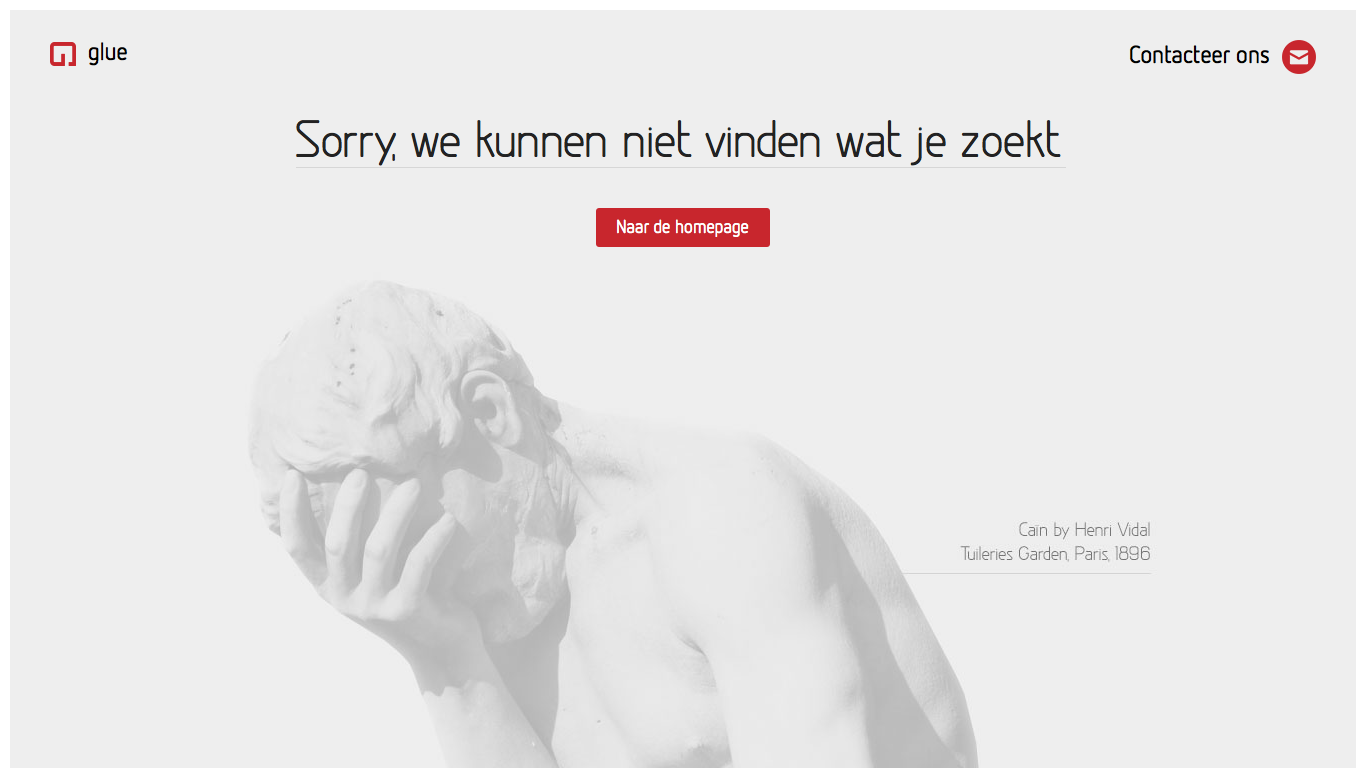 glue
Contacteer ons
Sorry, we kunnen niet vinden wat je zoekt
Naar de homepage
Caïn by Henri Vidal
Tuileries Garden, Paris, 1896